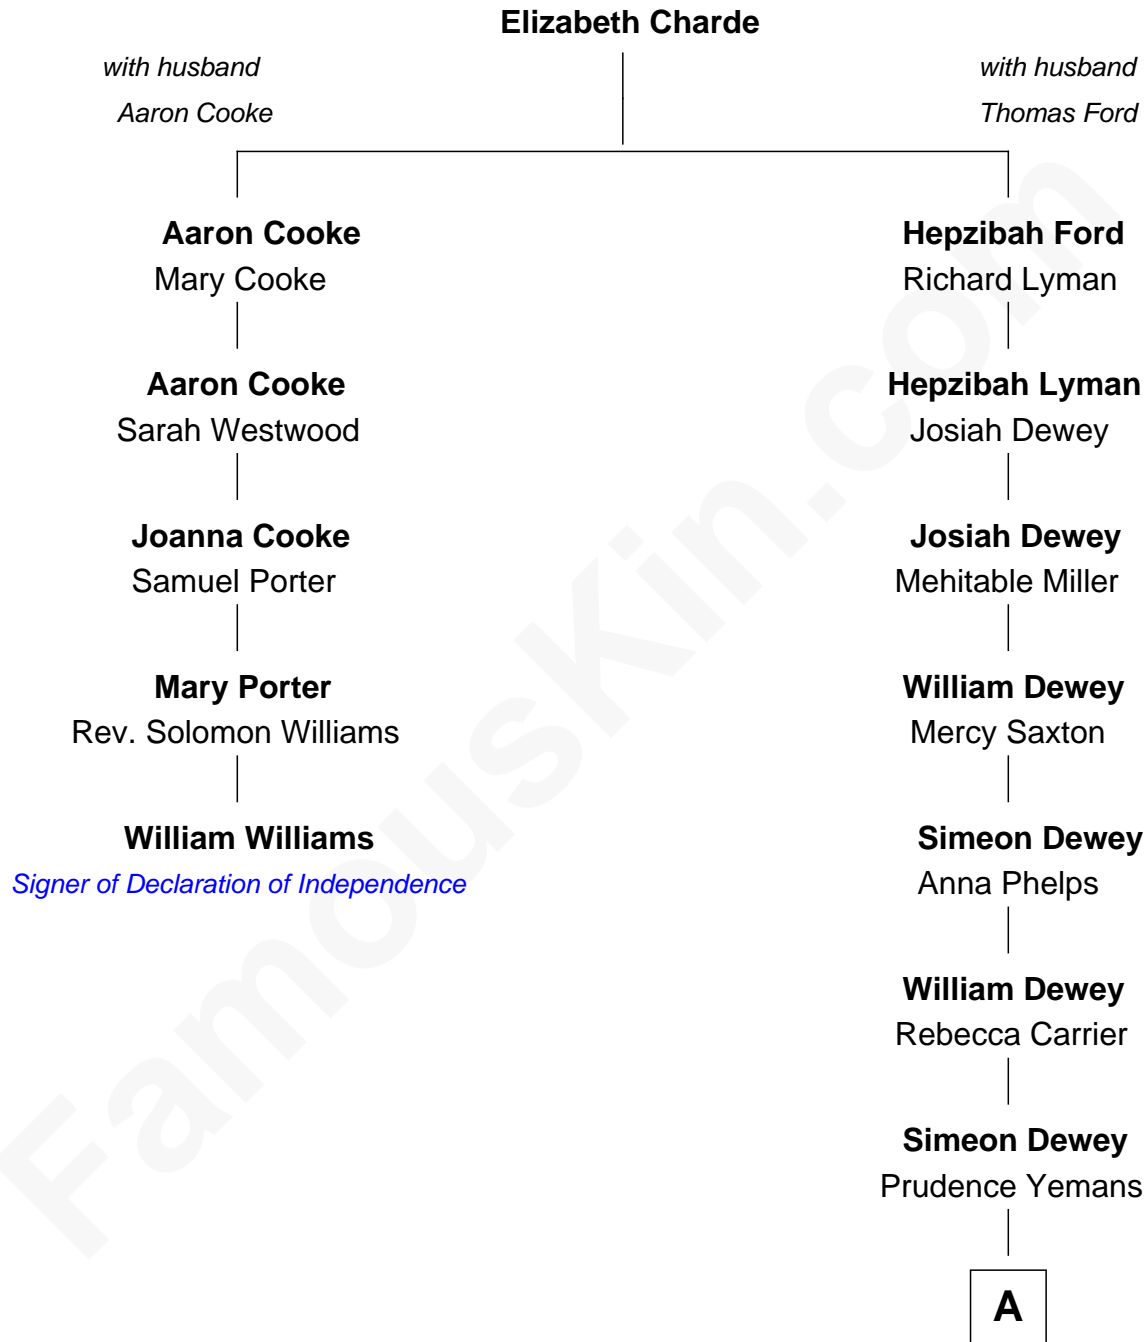 Elizabeth Charde
with husband
Aaron Cooke
with husband
Thomas Ford
Aaron Cooke
Mary Cooke
Hepzibah Ford
Richard Lyman
Aaron Cooke
Sarah Westwood
Hepzibah Lyman
Josiah Dewey
Joanna Cooke
Samuel Porter
Josiah Dewey
Mehitable Miller
Mary Porter
Rev. Solomon Williams
William Dewey
Mercy Saxton
William Williams
Signer of Declaration of Independence
Simeon Dewey
Anna Phelps
William Dewey
Rebecca Carrier
Simeon Dewey
Prudence Yemans
A
FamousKin.com